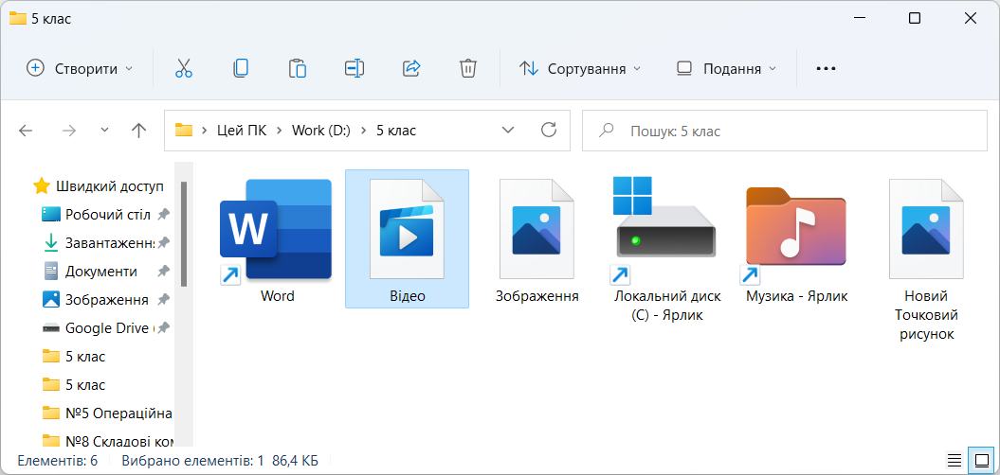 5 клас
Створити
Сортування
Подання
Цей ПК > Work (D:) > 5 клас
Пошук: 5 клас
Швидкий доступ
Робочий стіл
Завантаженн
Документи
Зображення
Google Drive (
5 клас
5 клас
№5 Операційна
№8 Складові ком
W
Word
Відео
Зображення
Локальний диск
(C) - Ярлик
Музика - Ярлик
Новий
Точковий
рисунок
Елементів: 6
Вибрано елементів: 1 86,4 КБ